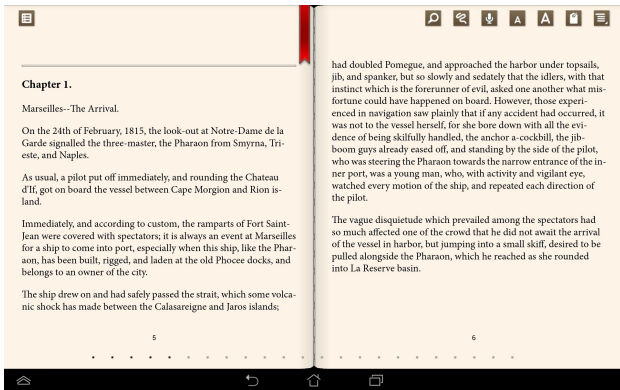 Chapter 1.
Marseilles--The Arrival.
On the 24th of February, 1815, the look-out at Notre-Dame de la
Garde signalled the three-master, the Pharaon from Smyrna, Tri-
este, and Naples.
As usual, a pilot put off immediately, and rounding the Chateau
d'If, got on board the vessel between Cape Morgion and Rion is-
land.
Immediately, and according to custom, the ramparts of Fort Saint-
Jean were covered with spectators; it is always an event at Marseilles
for a ship to come into port, especially when this ship, like the Phar-
aon, has been built, rigged, and laden at the old Phocee docks, and
belongs to an owner of the city.
The ship drew on and had safely passed the strait, which some volca-
nic shock has made between the Calasareigne and Jaros islands;
5
A
A
had doubled Pomegue, and approached the harbor under topsails,
jib, and spanker, but so slowly and sedately that the idlers, with that
instinct which is the forerunner of evil, asked one another what mis-
fortune could have happened on board. However, those experi-
enced in navigation saw plainly that if any accident had occurred, it
was not to the vessel herself, for she bore down with all the evi-
dence of being skilfully handled, the anchor a-cockbill, the jib-
boom guys already eased off, and standing by the side of the pilot,
who was steering the Pharaon towards the narrow entrance of the in-
ner port, was a young man, who, with activity and vigilant eye,
watched every motion of the ship, and repeated each direction of
the pilot.
The vague disquietude which prevailed among the spectators had
so much affected one of the crowd that he did not await the arrival
of the vessel in harbor, but jumping into a small skiff, desired to be
pulled alongside the Pharaon, which he reached as she rounded
into La Reserve basin.
6